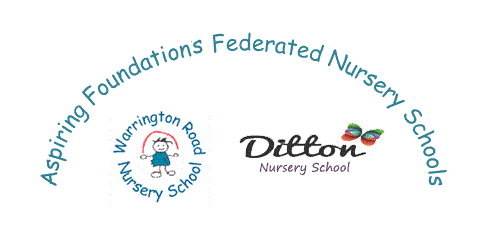 Aspiring Foundations Federated Nursery Schools
Warrington Road
Nursery School
Ditton
Nursery School